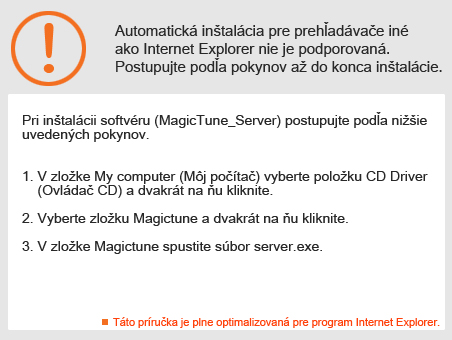 Automatická inštalácia pre prehľadávače iné
ako Internet Explorer nie je podporovaná.
Postupujte podľa pokynov až do konca inštalácie.
Pri inštalácii softvéru (MagicTune_Server) postupujte podľa nižšie
uvedených pokynov.
1. V zložke My computer (Môj počítač) vyberte položku CD Driver
(Ovládač CD) a dvakrát na ňu kliknite.
2. Vyberte zložku Magictune a dvakrát na ňu kliknite.
3. V zložke Magictune spustite súbor server.exe.
Táto príručka je plne optimalizovaná pre program Internet Explorer.